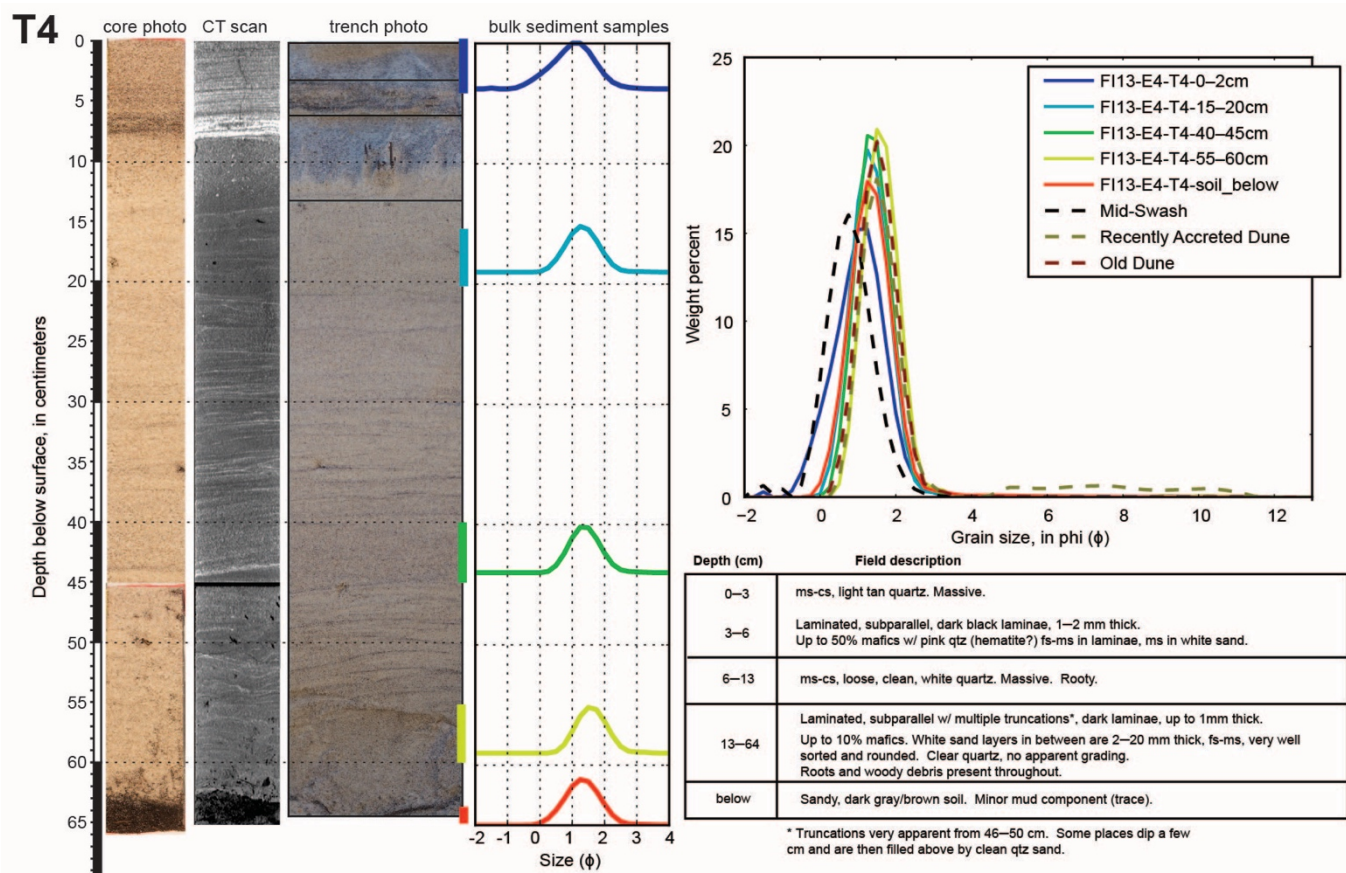 T4
core photo
CT scan
trench photo
bulk sediment samples
Depth below surface, in centimeters
0
5
10
15
20
25
30
35
40
45
50
55
60
65
-2 -1 0 1 2 3 4
Size (ϕ)
Weight percent
25
20
15
10
5
0
-2 0 2 4 6 8 10 12
Grain size, in phi (ϕ)
FI13-E4-T4-0–2cm
FI13-E4-T4-15–20cm
FI13-E4-T4-40–45cm
FI13-E4-T4-55–60cm
FI13-E4-T4-soil_below
Mid-Swash
Recently Accreted Dune
Old Dune
Depth (cm) Field description
0–3 ms-cs, light tan quartz. Massive.
Laminated, subparallel, dark black laminae, 1–2 mm thick.
3–6
Up to 50% mafics w/ pink qtz (hematite?) fs-ms in laminae, ms in white sand.
6–13 ms-cs, loose, clean, white quartz. Massive. Rooty.
Laminated, subparallel w/ multiple truncations*, dark laminae, up to 1mm thick.
13–64
Up to 10% mafics. White sand layers in between are 2–20 mm thick, fs-ms, very well
sorted and rounded. Clear quartz, no apparent grading.
Roots and woody debris present throughout.
below Sandy, dark gray/brown soil. Minor mud component (trace).
* Truncations very apparent from 46–50 cm. Some places dip a few
cm and are then filled above by clean qtz sand.